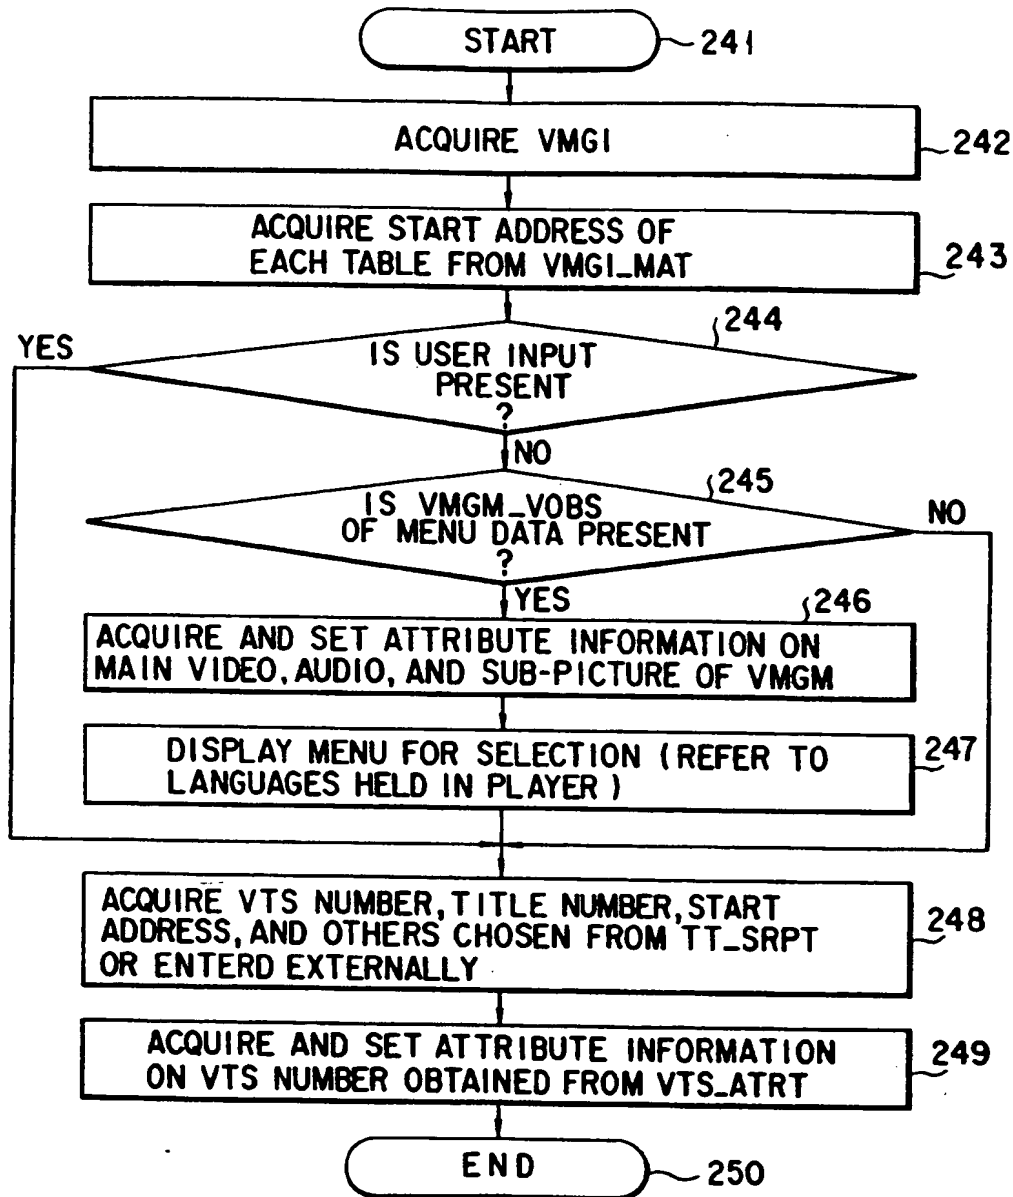 START
241
ACQUIRE VMGI
242
ACQUIRE START ADDRESS OF
EACH TABLE FROM VMGI_MAT
243
244
YES
IS USER INPUT
PRESENT
?
NO
245
IS VMGM_VOBS
OF MENU DATA PRESENT
?
NO
YES
246
ACQUIRE AND SET ATTRIBUTE INFORMATION ON
MAIN VIDEO, AUDIO, AND SUB-PICTURE OF VMGM
DISPLAY MENU FOR SELECTION (REFER TO
LANGUAGES HELD IN PLAYER)
247
ACQUIRE VTS NUMBER, TITLE NUMBER, START
ADDRESS, AND OTHERS CHOSEN FROM TT_SRPT
OR ENTERD EXTERNALLY
248
ACQUIRE AND SET ATTRIBUTE INFORMATION
ON VTS NUMBER OBTAINED FROM VTS_ATRT
249
END
250